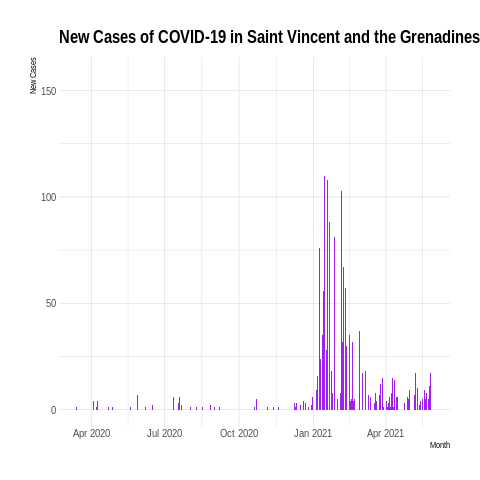 New Cases of COVID-19 in Saint Vincent and the Grenadines
New Cases
150
100
50
0
Apr 2020 Jul 2020 Oct 2020 Jan 2021 Apr 2021
Month